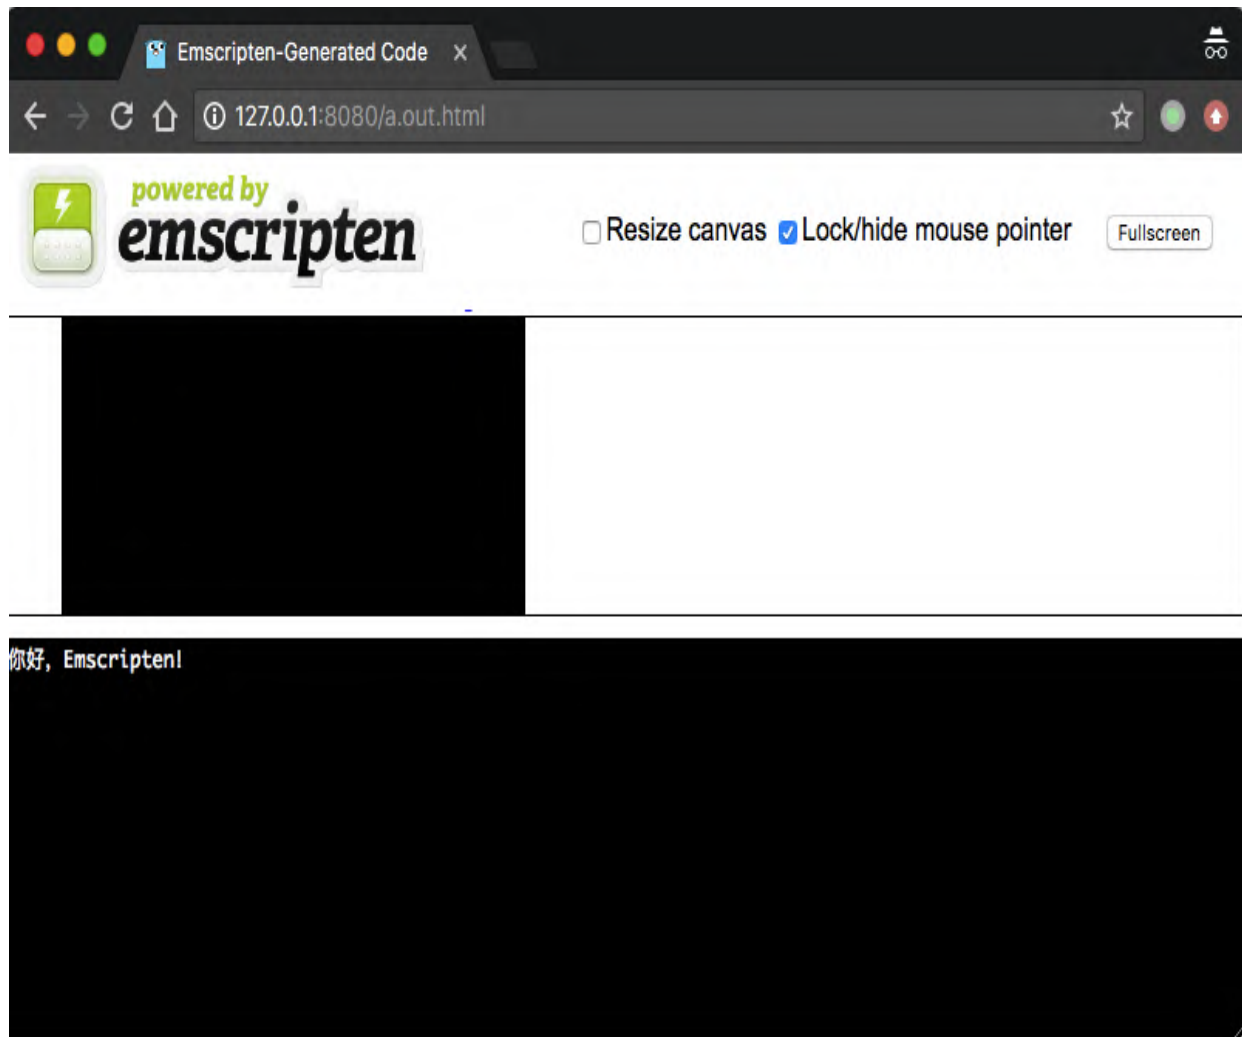 Emscripten-Generated Code
127.0.0.1:8080/a.out.html
powered by
emscripten
Resize canvas Lock/hide mouse pointer Fullscreen
你好, Emscripten!